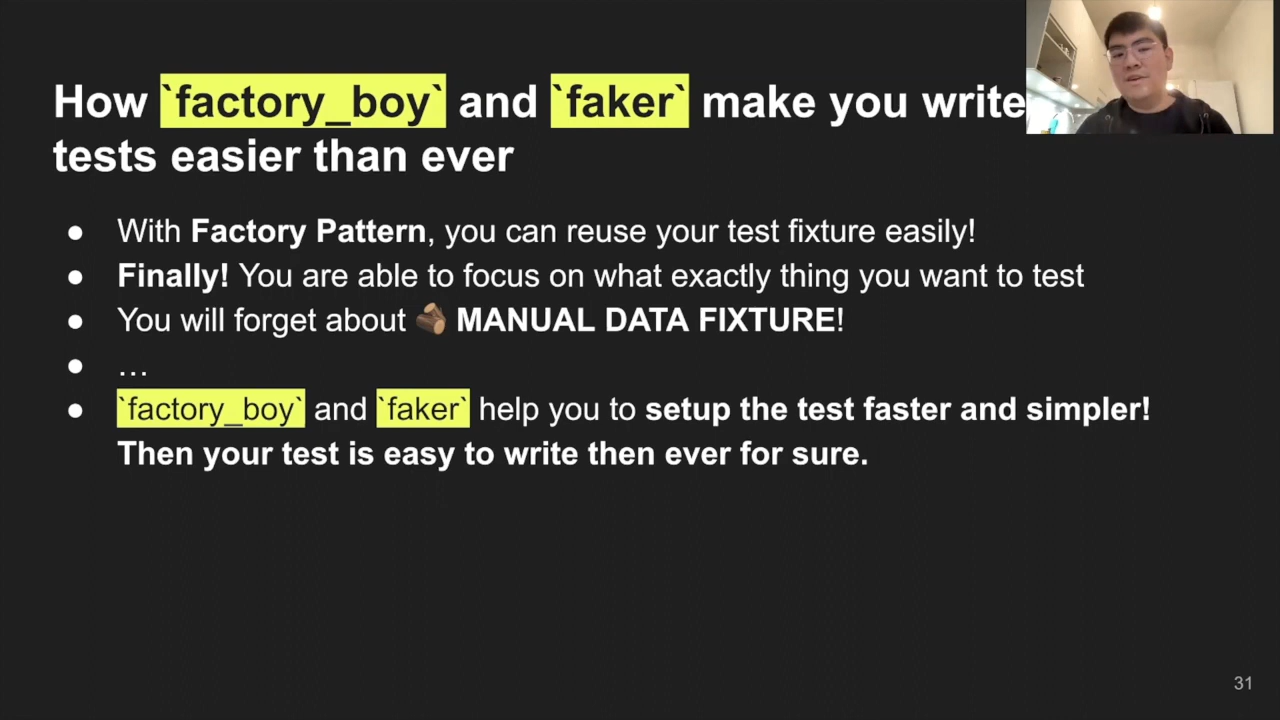 How `factory_boy` and `faker` make you write
tests easier than ever
● With Factory Pattern, you can reuse your test fixture easily!
● Finally! You are able to focus on what exactly thing you want to test
● You will forget about 🪵 MANUAL DATA FIXTURE!
● …
● `factory_boy` and `faker` help you to setup the test faster and simpler!
Then your test is easy to write then ever for sure.
31